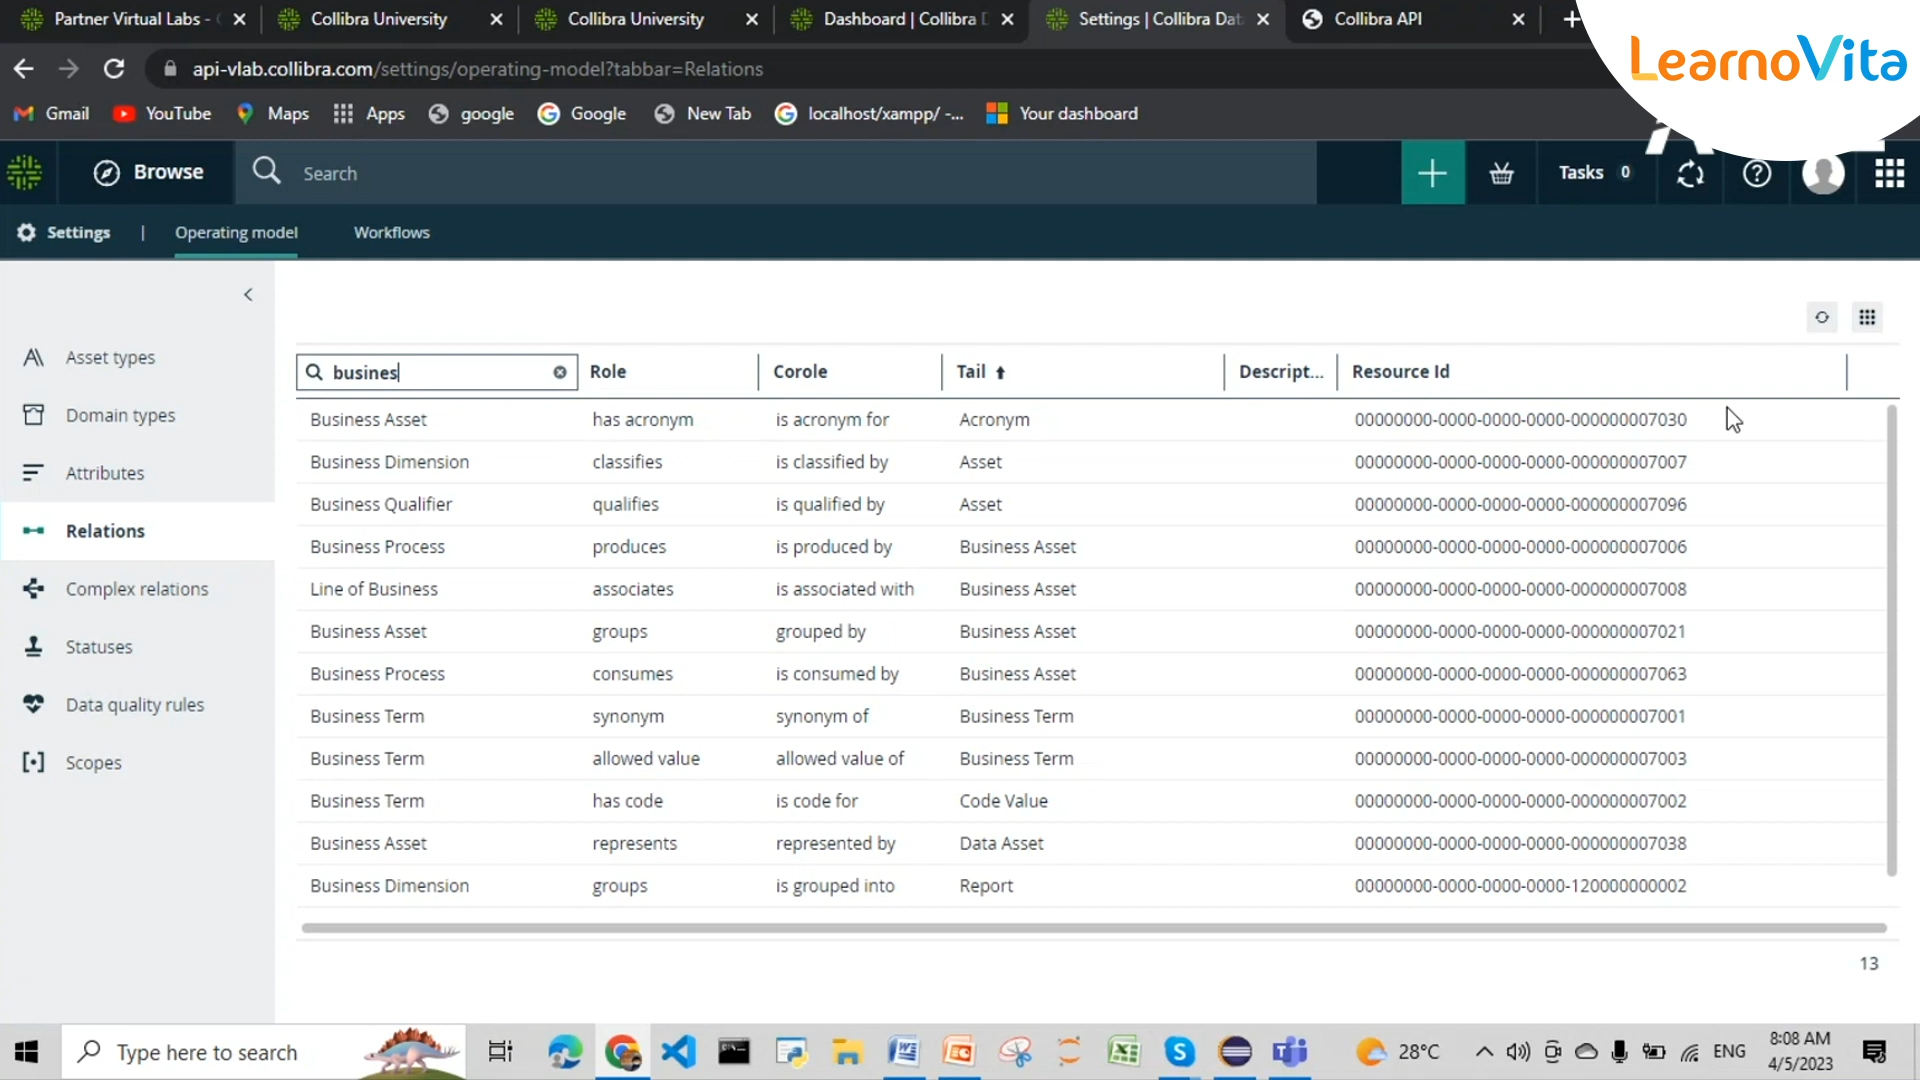 Partner Virtual Labs -
Collibra University
Collibra University
Dashboard | Collibra
Settings | Collibra Dat
Collibra API
LearnoVita
api-vlab.collibra.com/settings/operating-model?tabbar=Relations
Gmail YouTube Maps Apps google Google New Tab localhost/xampp/ -... Your dashboard
Browse Search Tasks 0
Settings | Operating model Workflows
Asset types
Domain types
Attributes
Relations
Complex relations
Statuses
Data quality rules
Scopes
busines Role Corole Tail Descript... Resource Id
Business Asset has acronym is acronym for Acronym 00000000-0000-0000-0000-000000007030
Business Dimension classifies is classified by Asset 00000000-0000-0000-0000-000000007007
Business Qualifier qualifies is qualified by Asset 00000000-0000-0000-0000-000000007096
Business Process produces is produced by Business Asset 00000000-0000-0000-0000-000000007006
Line of Business associates is associated with Business Asset 00000000-0000-0000-0000-000000007008
Business Asset groups grouped by Business Asset 00000000-0000-0000-0000-000000007021
Business Process consumes is consumed by Business Asset 00000000-0000-0000-0000-000000007063
Business Term synonym synonym of Business Term 00000000-0000-0000-0000-000000007001
Business Term allowed value allowed value of Business Term 00000000-0000-0000-0000-000000007003
Business Term has code is code for Code Value 00000000-0000-0000-0000-000000007002
Business Asset represents represented by Data Asset 00000000-0000-0000-0000-000000007038
Business Dimension groups is grouped into Report 00000000-0000-0000-0000-120000000002
13
Type here to search
28°C
ENG
8:08 AM
4/5/2023